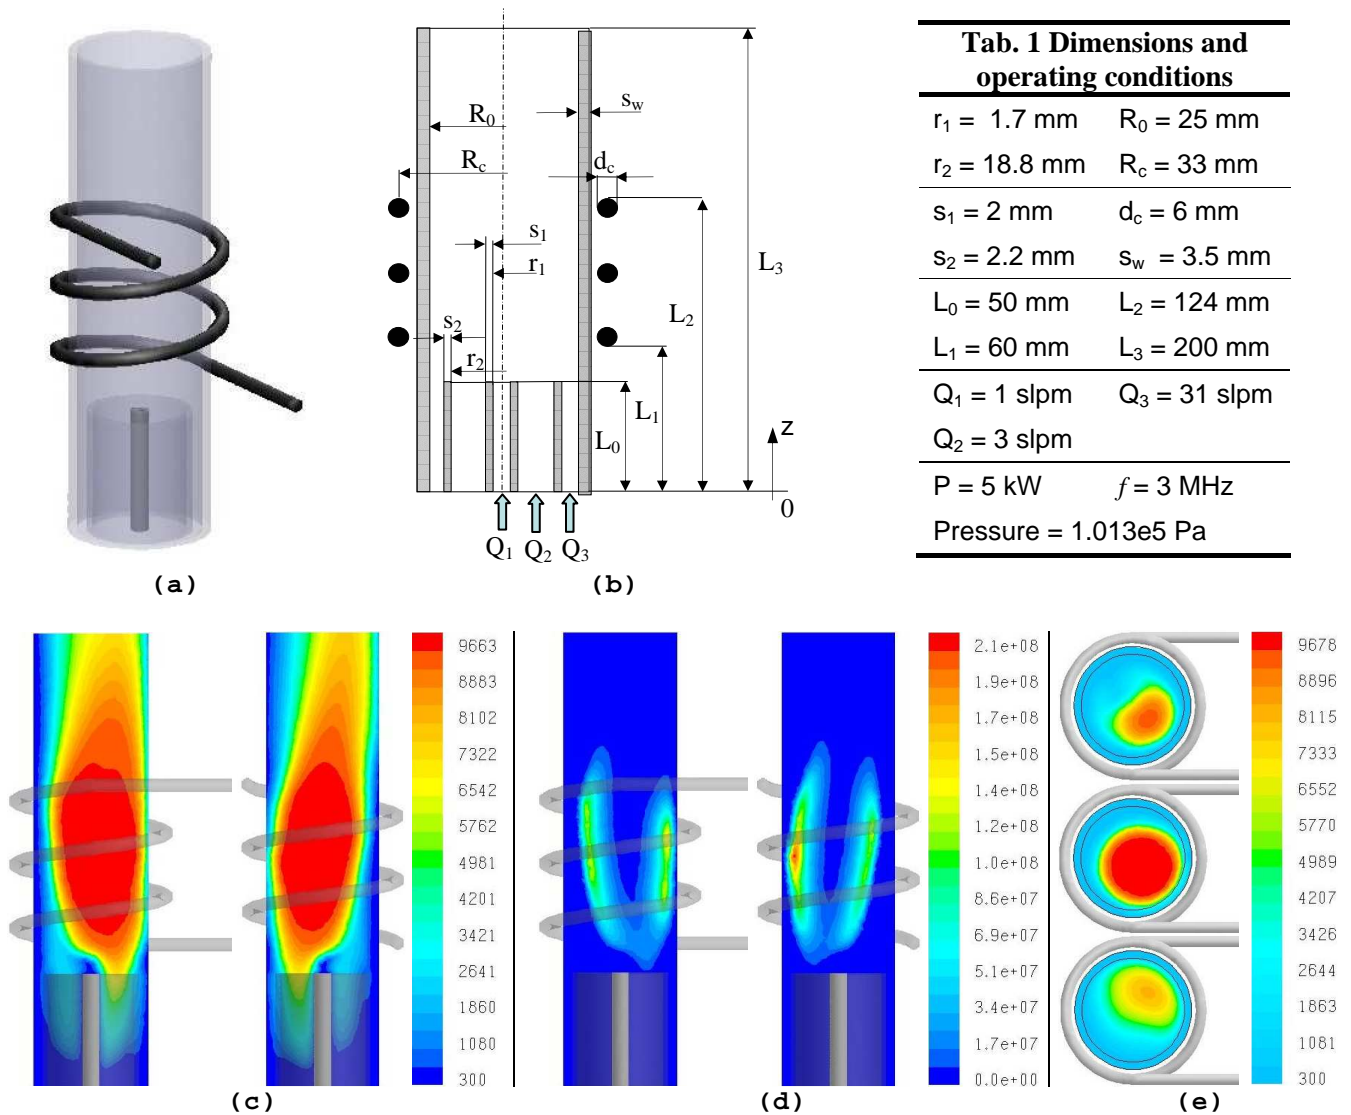 Tab. 1 Dimensions and
operating conditions
r₁ = 1.7 mm R₀ = 25 mm
r₂ = 18.8 mm R_c = 33 mm
s₁ = 2 mm d_c = 6 mm
s₂ = 2.2 mm s_w = 3.5 mm
L₀ = 50 mm L₂ = 124 mm
L₁ = 60 mm L₃ = 200 mm
Q₁ = 1 slpm Q₃ = 31 slpm
Q₂ = 3 slpm
P = 5 kW f = 3 MHz
Pressure = 1.013e5 Pa
s_w
R₀
R_c
d_c
s₁
r₁
L₃
L₂
s₂
r₂
L₁
L₀
z
0
Q₁
Q₂
Q₃
(a)
(b)
9663
8883
8102
7322
6542
5762
4981
4201
3421
2641
1860
1080
300
(c)
2.1e+08
1.9e+08
1.7e+08
1.5e+08
1.4e+08
1.2e+08
1.0e+08
8.6e+07
6.9e+07
5.1e+07
3.4e+07
1.7e+07
0.0e+00
(d)
9678
8896
8115
7333
6552
5770
4989
4207
3426
2644
1863
1081
300
(e)